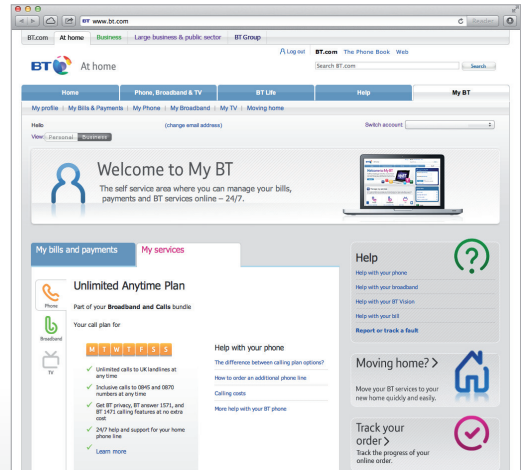 BT www.bt.com
Reader
BT.com At home Business Large business & public sector BT Group
Log out BT.com The Phone Book Web
BT At home
Search BT.com Search
Home Phone, Broadband & TV BT Life Help My BT
My profile My Bills & Payments My Phone My Broadband My TV Moving home
Hello (change email address) Switch account:
View: Personal Business
Welcome to My BT
The self service area where you can manage your bills,
payments and BT services online – 24/7.
My bills and payments My services
Phone
Broadband
TV
Unlimited Anytime Plan
Part of your Broadband and Calls bundle
Your call plan for
M T W T F S S
Unlimited calls to UK landlines at
any time
Inclusive calls to 0845 and 0870
numbers at any time
Get BT privacy, BT answer 1571, and
BT 1471 calling features at no extra
cost
24/7 help and support for your home
phone line
Learn more
Help with your phone
The difference between calling plan options?
How to order an additional phone line
Calling costs
More help with your BT phone
Help
Help with your phone
Help with your broadband
Help with your BT Vision
Help with your bill
Report or track a fault
Moving home? >
Move your BT services to your
new home quickly and easily.
Track your
order >
Track the progress of your
online order.